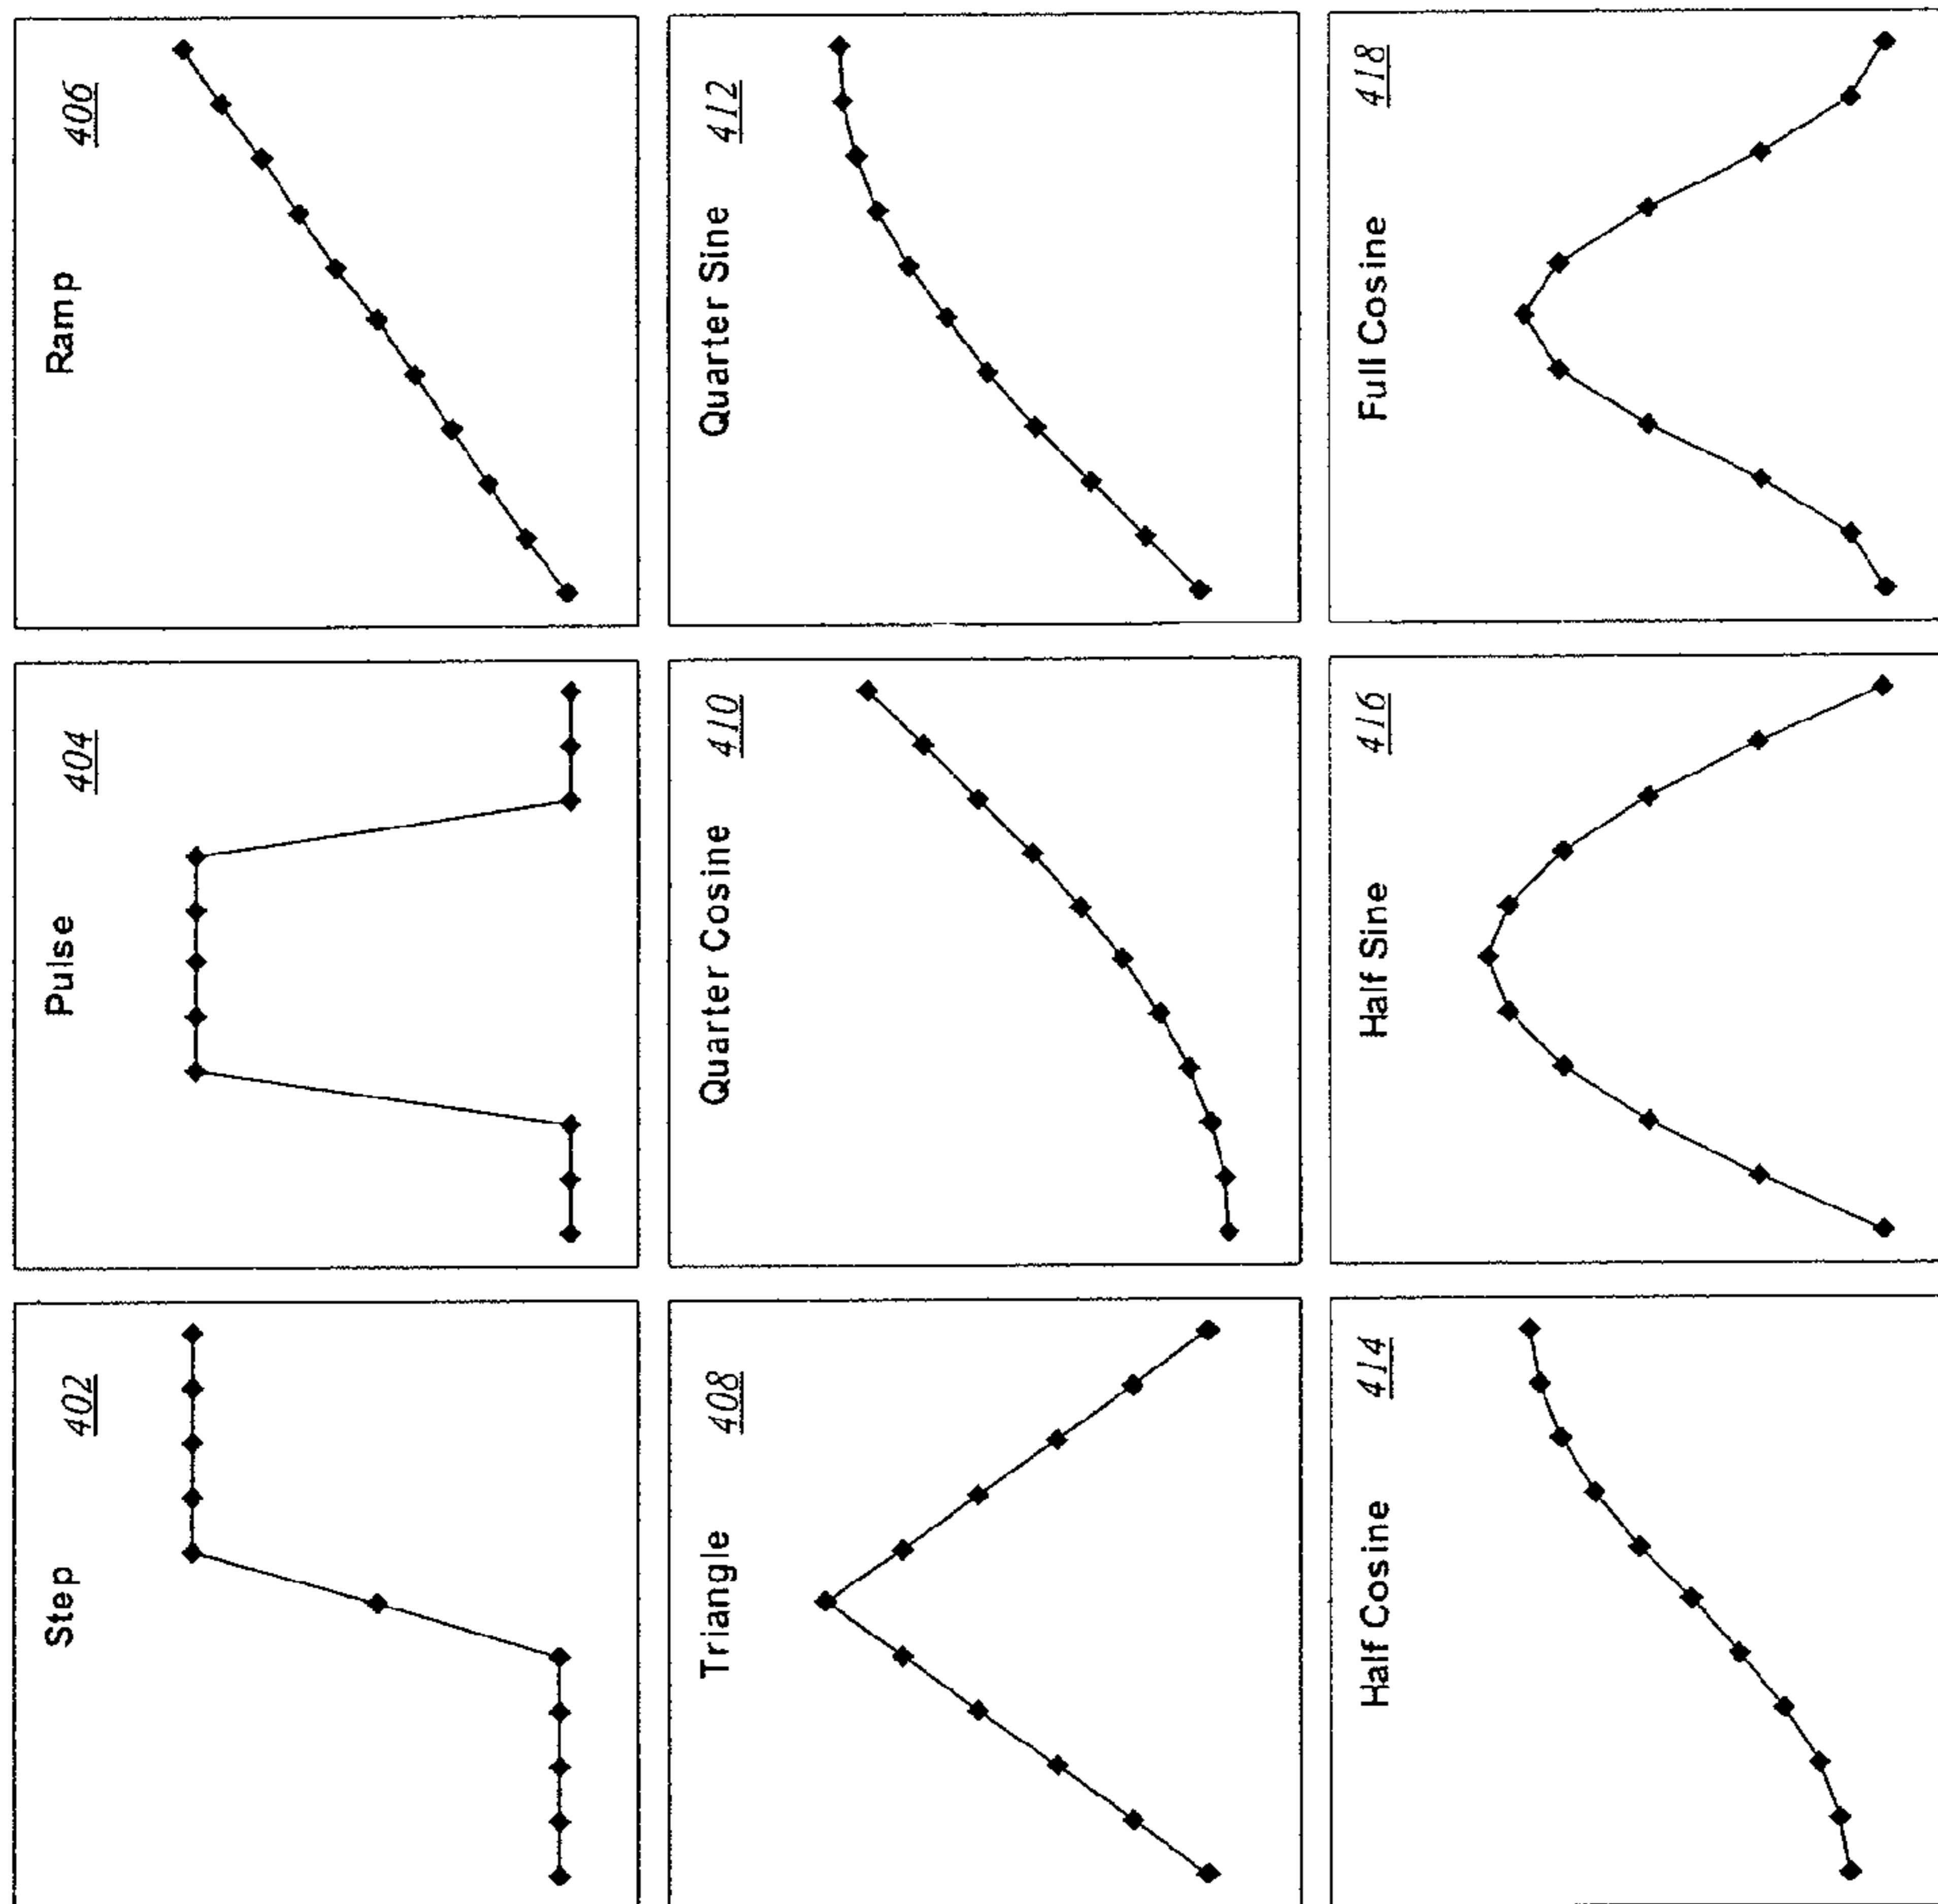 Step
402
Pulse
404
Ramp
406
Triangle
408
Quarter Cosine
410
Quarter Sine
412
Half Cosine
414
Half Sine
416
Full Cosine
418